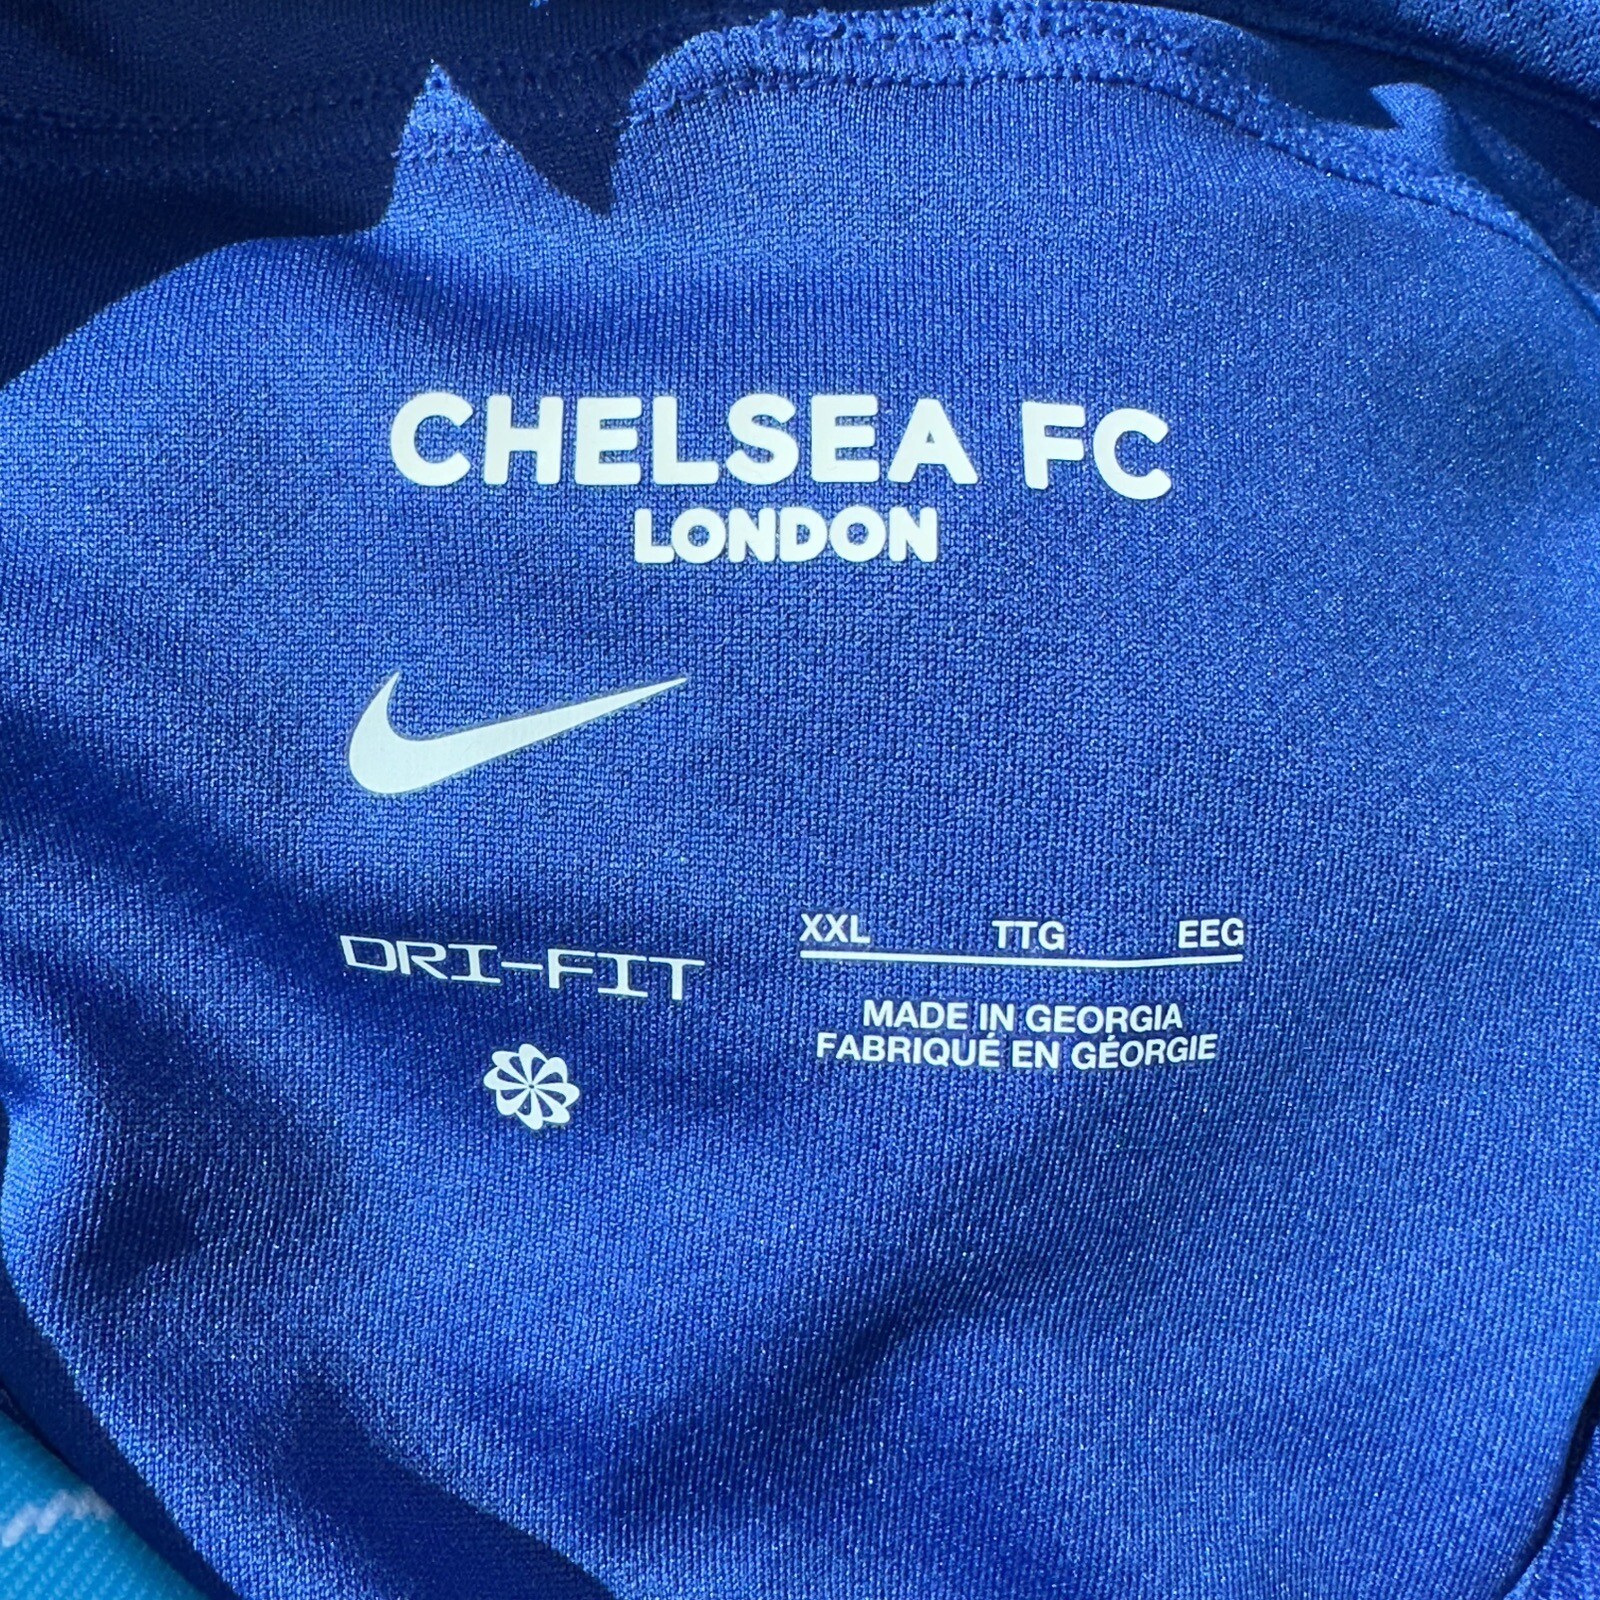 CHELSEA FC
LONDON
DRI-FIT
XXL TTG EEG
MADE IN GEORGIA
FABRIQUÉ EN GÉORGIE